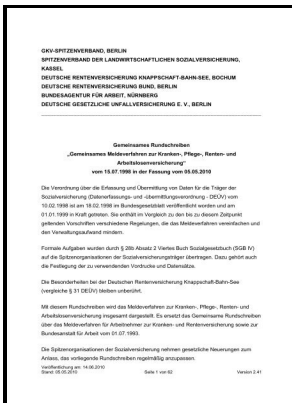 GKV-SPITZENVERBAND, BERLIN
SPITZENVERBAND DER LANDWIRTSCHAFTLICHEN SOZIALVERSICHERUNG,
KASSEL
DEUTSCHE RENTENVERSICHERUNG KNAPPSCHAFT-BAHN-SEE, BOCHUM
DEUTSCHE RENTENVERSICHERUNG BUND, BERLIN
BUNDESAGENTUR FÜR ARBEIT, NÜRNBERG
DEUTSCHE GESETZLICHE UNFALLVERSICHERUNG E. V., BERLIN
Gemeinsames Rundschreiben
„Gemeinsames Meldeverfahren zur Kranken-, Pflege-, Renten- und
Arbeitslosenversicherung“
vom 15.07.1998 in der Fassung vom 05.05.2010
Die Verordnung über die Erfassung und Übermittlung von Daten für die Träger der
Sozialversicherung (Datenerfassungs- und -übermittlungsverordnung - DEÜV) vom
10.02.1998 ist am 18.02.1998 im Bundesgesetzblatt veröffentlicht worden und am
01.01.1999 in Kraft getreten. Sie enthält im Vergleich zu den bis zu diesem Zeitpunkt
geltenden Vorschriften verschiedene Regelungen, die das Meldeverfahren vereinfachen und
den Verwaltungsaufwand mindern.
Formale Aufgaben wurden durch § 28b Absatz 2 Viertes Buch Sozialgesetzbuch (SGB IV)
auf die Spitzenorganisationen der Sozialversicherungsträger übertragen. Dazu gehört auch
die Festlegung der zu verwendenden Vordrucke und Datensätze.
Die Besonderheiten bei der Deutschen Rentenversicherung Knappschaft-Bahn-See
(vergleiche § 31 DEÜV) bleiben unberührt.
Mit diesem Rundschreiben wird das Meldeverfahren zur Kranken-, Pflege-, Renten- und
Arbeitslosenversicherung insgesamt dargestellt. Es ersetzt das Gemeinsame Rundschreiben
über das Meldeverfahren für Arbeitnehmer zur Kranken- und Rentenversicherung sowie zur
Bundesanstalt für Arbeit vom 01.07.1993.
Die Spitzenorganisationen der Sozialversicherung nehmen gesetzliche Neuerungen zum
Anlass, das vorliegende Rundschreiben regelmäßig anzupassen.
Veröffentlichung am: 14.06.2010
Stand: 05.05.2010 Seite 1 von 82 Version 2.41